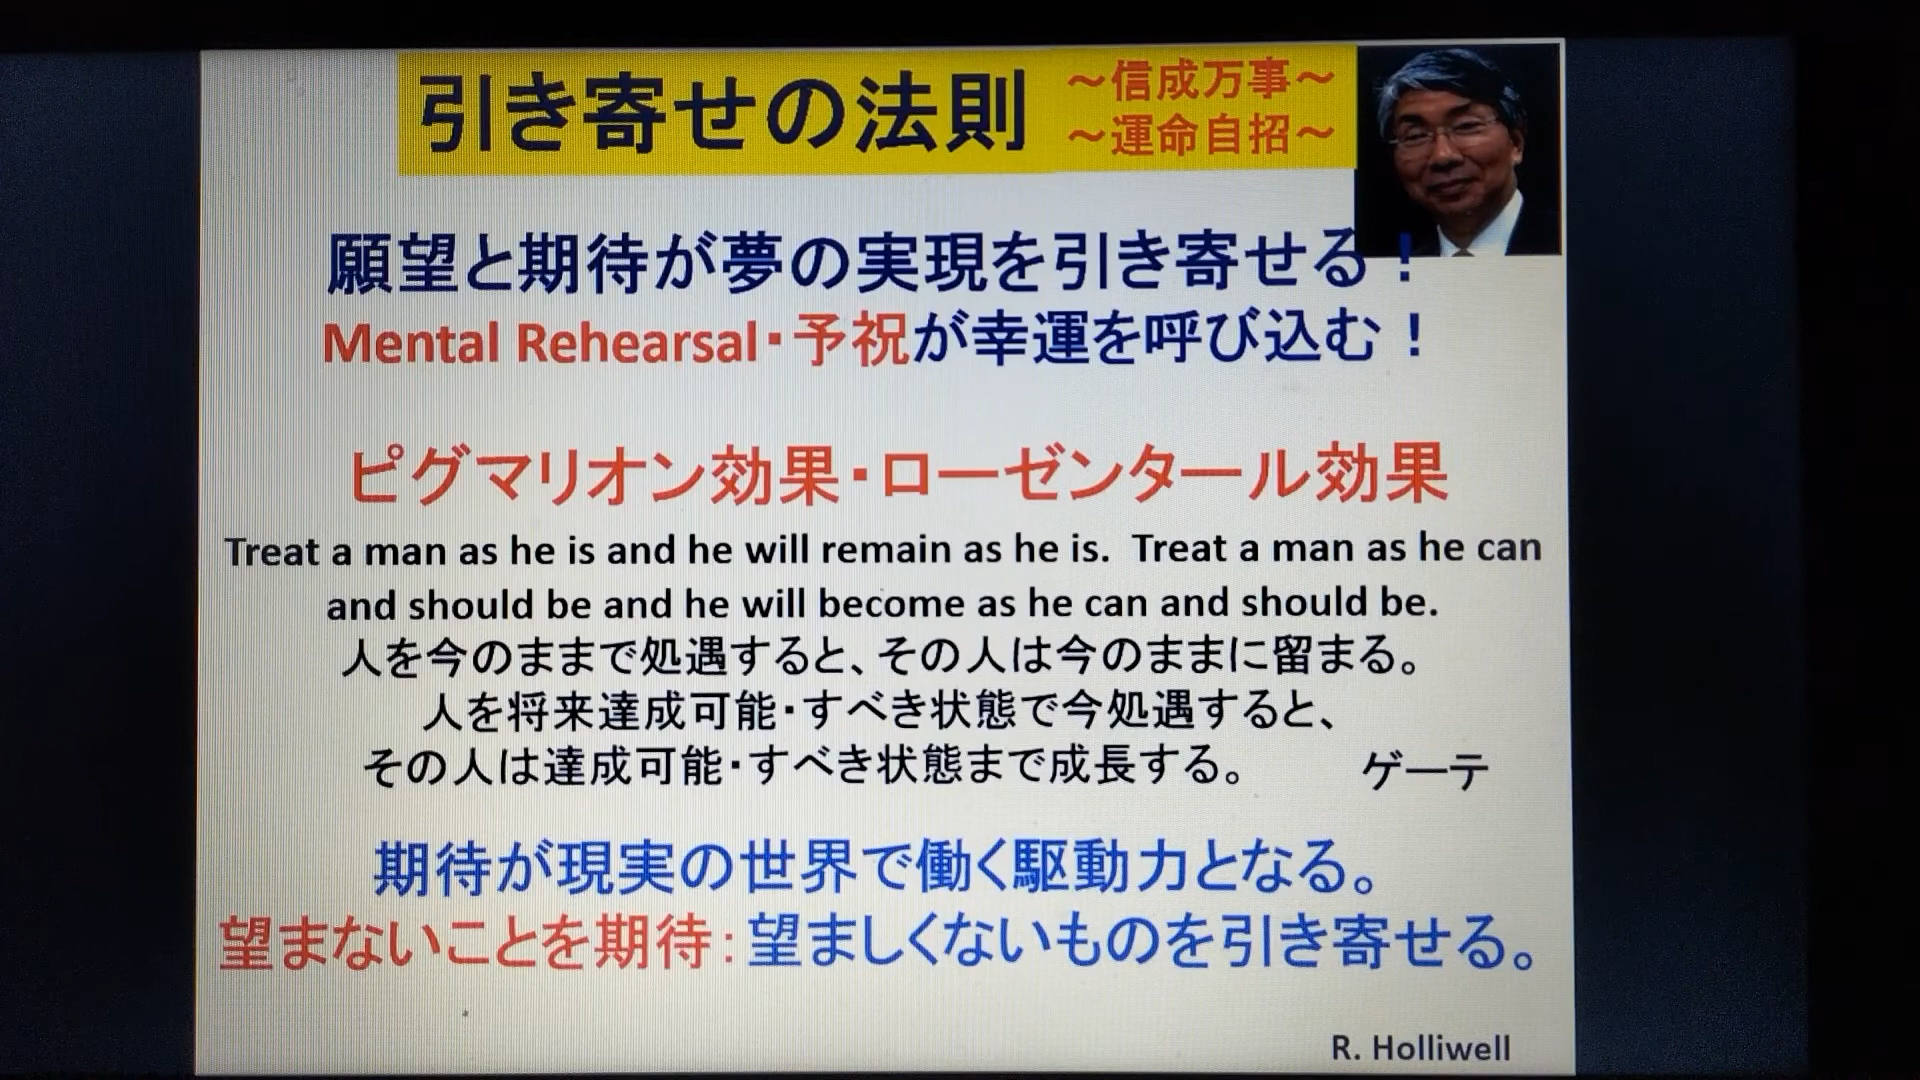 引き寄せの法則
～信成万事～
～運命自招～
願望と期待が夢の実現を引き寄せる！
Mental Rehearsal・予祝が幸運を呼び込む！
ピグマリオン効果・ローゼンタール効果
Treat a man as he is and he will remain as he is. Treat a man as he can
and should be and he will become as he can and should be.
人を今のままで処遇すると、その人は今のままに留まる。
人を将来達成可能・すべき状態で今処遇すると、
その人は達成可能・すべき状態まで成長する。 ゲーテ
期待が現実の世界で働く駆動力となる。
望まないことを期待：望ましくないものを引き寄せる。
R. Holliwell